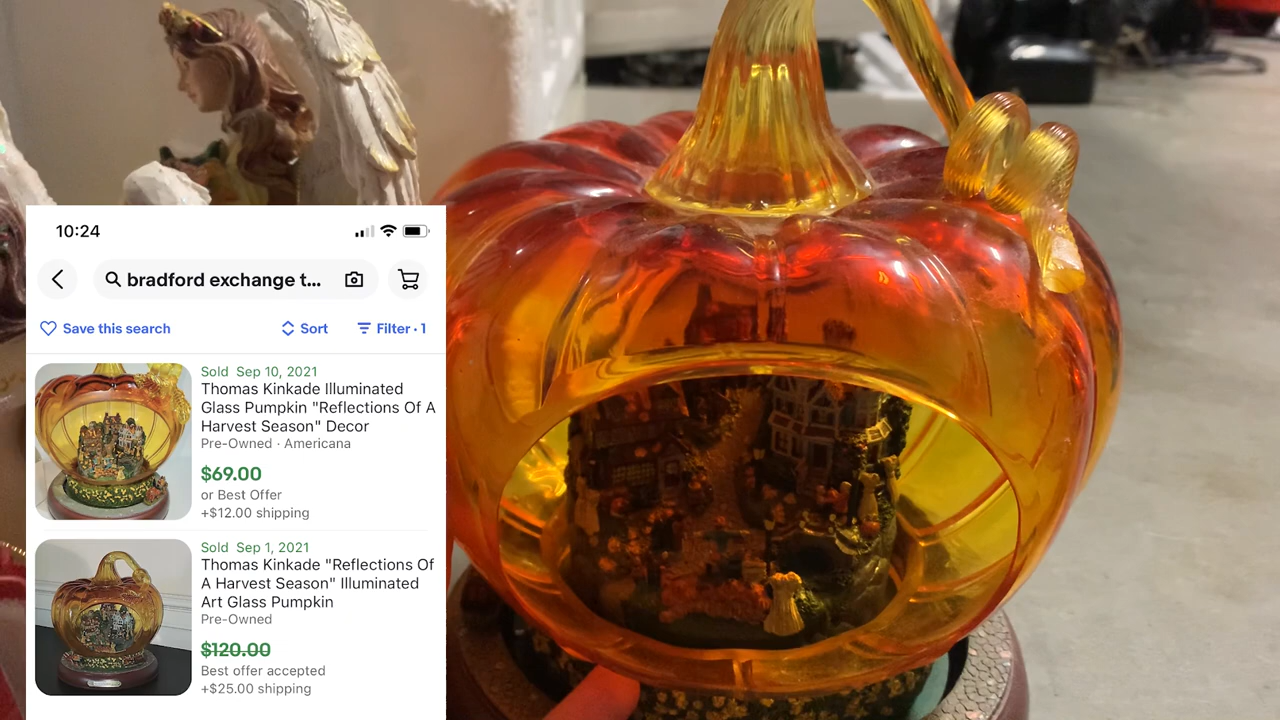 10:24
bradford exchange t...
Save this search
Sort
Filter · 1
Sold Sep 10, 2021
Thomas Kinkade Illuminated
Glass Pumpkin "Reflections Of A
Harvest Season" Decor
Pre-Owned · Americana
$69.00
or Best Offer
+$12.00 shipping
Sold Sep 1, 2021
Thomas Kinkade "Reflections Of
A Harvest Season" Illuminated
Art Glass Pumpkin
Pre-Owned
$120.00
Best offer accepted
+$25.00 shipping